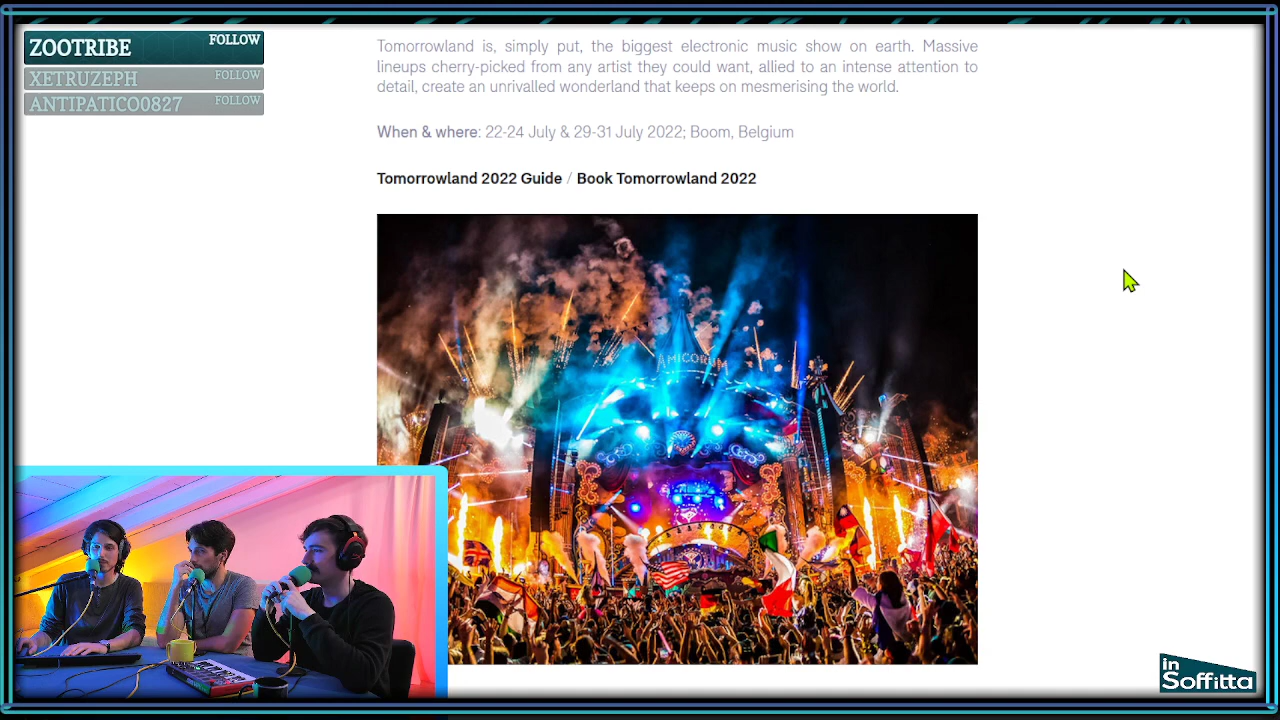 ZOOTRIBE FOLLOW
XETRUZEPH FOLLOW
ANTIPATICO0827 FOLLOW
Tomorrowland is, simply put, the biggest electronic music show on earth. Massive
lineups cherry-picked from any artist they could want, allied to an intense attention to
detail, create an unrivalled wonderland that keeps on mesmerising the world.
When & where: 22-24 July & 29-31 July 2022; Boom, Belgium
Tomorrowland 2022 Guide / Book Tomorrowland 2022
AMICORUM
in
Soffitta